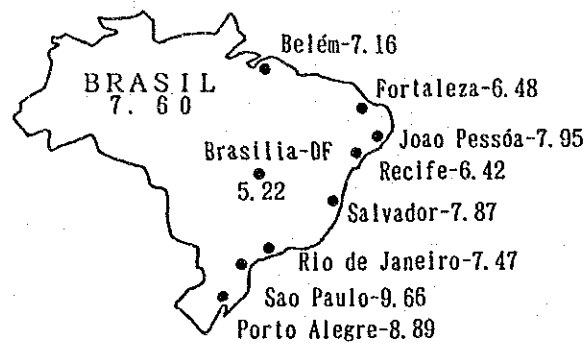 Belém-7.16
BRASIL
7. 60
Fortaleza-6.48
Joao Pessóa-7.95
Brasilia-DF
Recife-6.42
5.22
Salvador-7.87
Rio de Janeiro-7.47
Sao Paulo-9.66
Porto Alegre-8.89